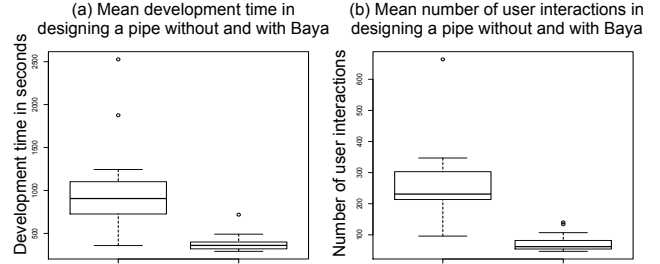 (a) Mean development time in
designing a pipe without and with Baya
(b) Mean number of user interactions in
designing a pipe without and with Baya
Development time in seconds
2500
2000
1500
1000
500
Number of user interactions
600
500
400
300
200
100